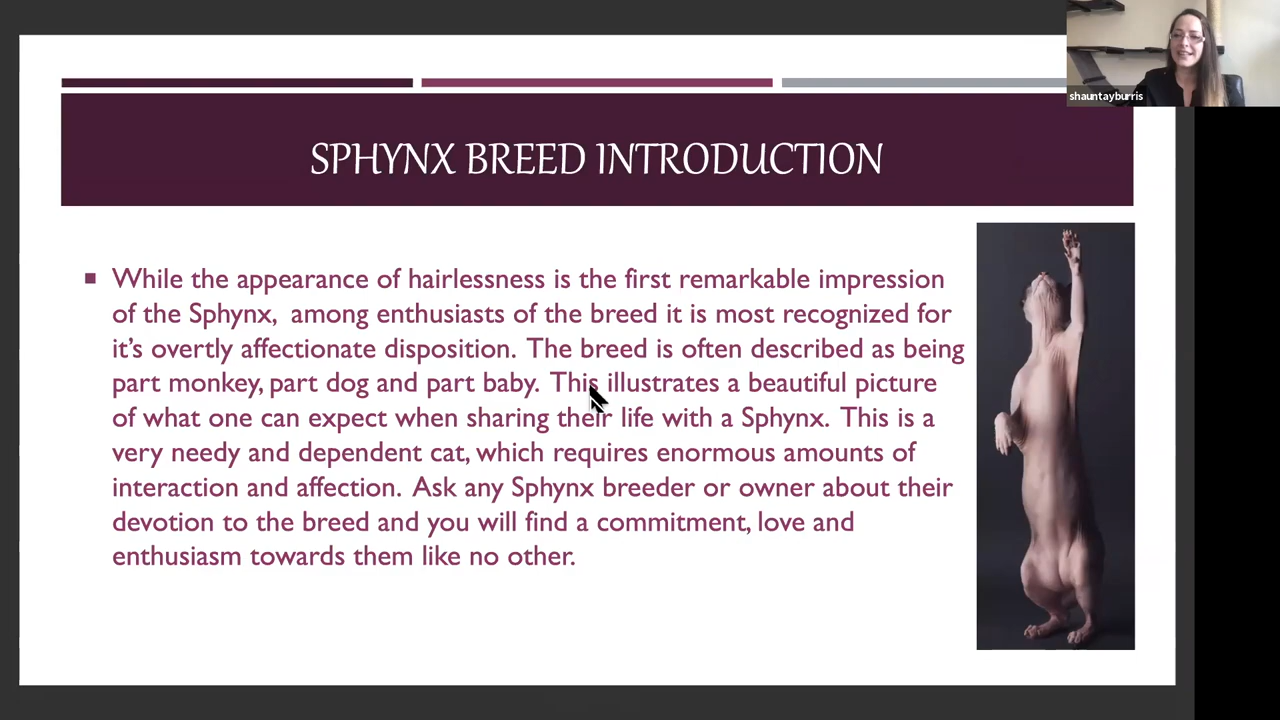 shauntayburris
SPHYNX BREED INTRODUCTION
While the appearance of hairlessness is the first remarkable impression
of the Sphynx,  among enthusiasts of the breed it is most recognized for
it’s overtly affectionate disposition.  The breed is often described as being
part monkey, part dog and part baby.  This illustrates a beautiful picture
of what one can expect when sharing their life with a Sphynx.  This is a
very needy and dependent cat, which requires enormous amounts of
interaction and affection.  Ask any Sphynx breeder or owner about their
devotion to the breed and you will find a commitment, love and
enthusiasm towards them like no other.